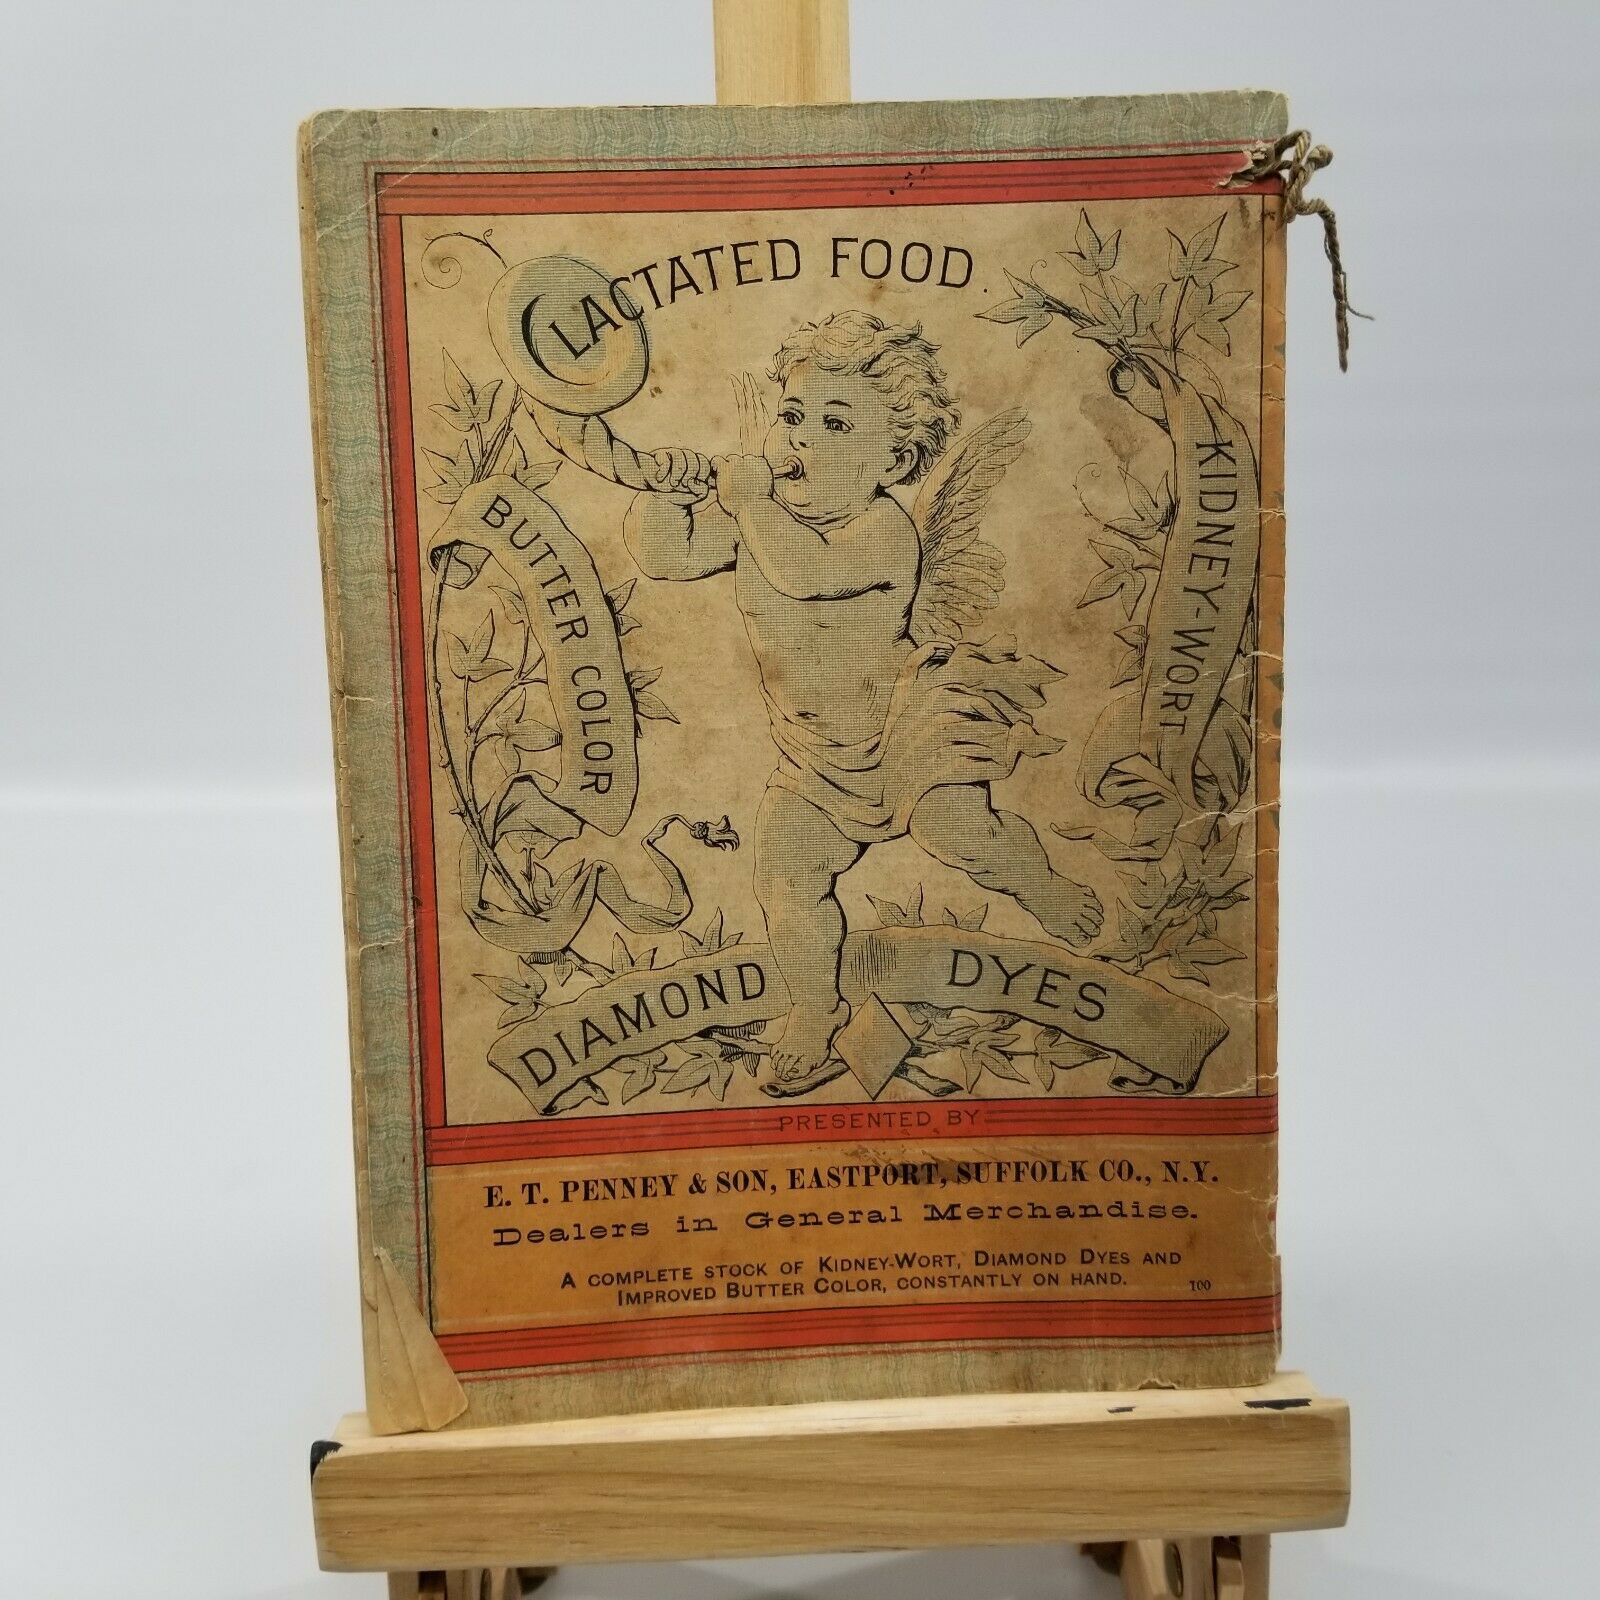 LACTATED FOOD.
BUTTER COLOR
KIDNEY-WORT
DIAMOND DYES
PRESENTED BY
E. T. PENNEY & SON, EASTPORT, SUFFOLK CO., N.Y.
Dealers in General Merchandise.
A COMPLETE STOCK OF KIDNEY-WORT, DIAMOND DYES AND
IMPROVED BUTTER COLOR, CONSTANTLY ON HAND.
100